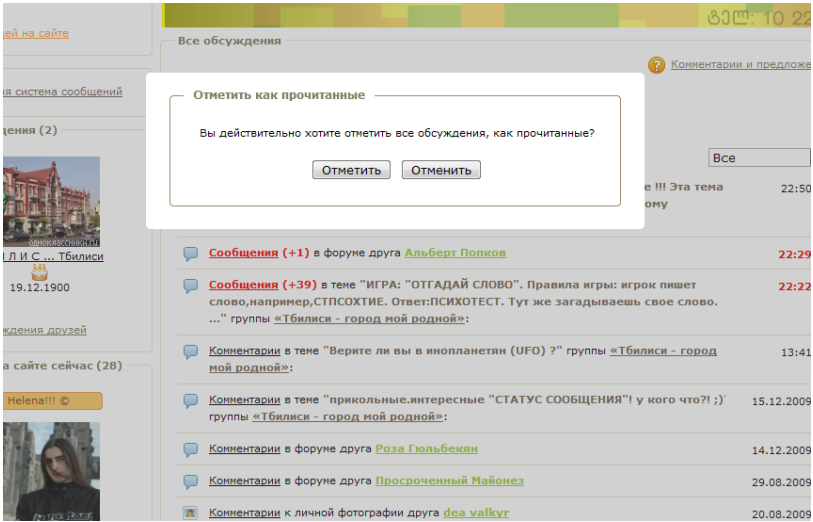 ტელ: 10 22
ей на сайте
Все обсуждения
Комментарии и предложе
я система сообщений
Отметить как прочитанные
дения (2)
Вы действительно хотите отметить все обсуждения, как прочитанные?
Все
Отметить Отменить
е !!! Эта тема 22:50
ому
одноклассники.ru
Л И С ... Тбилиси
19.12.1900
Сообщения (+1) в форуме друга Альберт Попков 22:29
Сообщения (+39) в теме "ИГРА: "ОТГАДАЙ СЛОВО". Правила игры: игрок пишет 22:22
слово,например,СТПСОХТИЕ. Ответ:ПСИХОТЕСТ. Тут же загадываешь свое слово.
..." группы «Тбилиси - город мой родной»:
ждения друзей
Комментарии в теме "Верите ли вы в инопланетян (UFO) ?" группы «Тбилиси - город 13:41
мой родной»:
а сайте сейчас (28)
Helena!!! ©
Комментарии в теме "прикольные.интересные "СТАТУС СООБЩЕНИЯ"! у кого что?! ;) 15.12.2009
группы «Тбилиси - город мой родной»:
Комментарии в форуме друга Роза Гюльбекян 14.12.2009
Комментарии в форуме друга Просроченный Майонез 29.08.2009
Комментарии к личной фотографии друга dea valkyr 20.08.2009